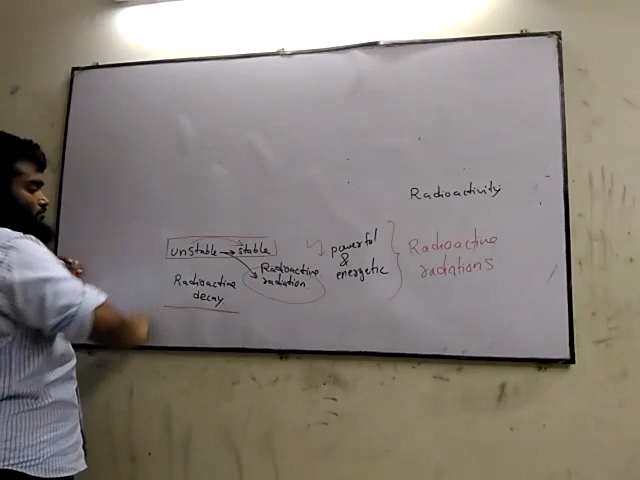 Radioactivity
unstable → stable
Radioactive
radiation
Radioactive
decay
powerful
&
energetic
Radioactive
radiations